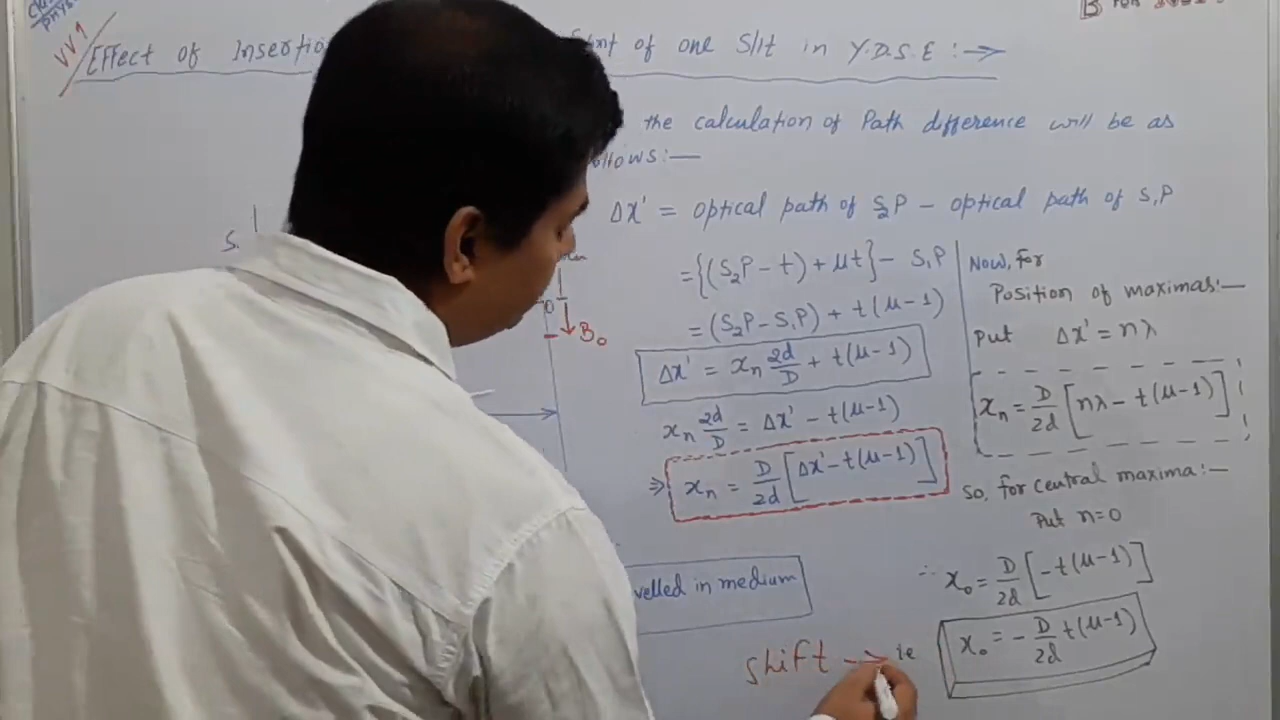 VV1
B FOR
Effect of Insertio
front of one Slit in Y.D.S.E :→
the calculation of Path difference will be as
follows:—
Δx' = optical path of S₂P − optical path of S₁P
= {(S₂P − t) + μt} − S₁P
= (S₂P − S₁P) + t(μ−1)
Δx' = xₙ 2d/D + t(μ−1)
xₙ 2d/D = Δx' − t(μ−1)
⇒ xₙ = D/2d [Δx' − t(μ−1)]
Now, for
Position of maximas:—
Put Δx' = nλ
xₙ = D/2d [nλ − t(μ−1)]
So, for central maxima:—
Put n=0
∴ x₀ = D/2d [−t(μ−1)]
ie x₀ = − D/2d t(μ−1)
S₁
O
B₀
velled in medium
shift →